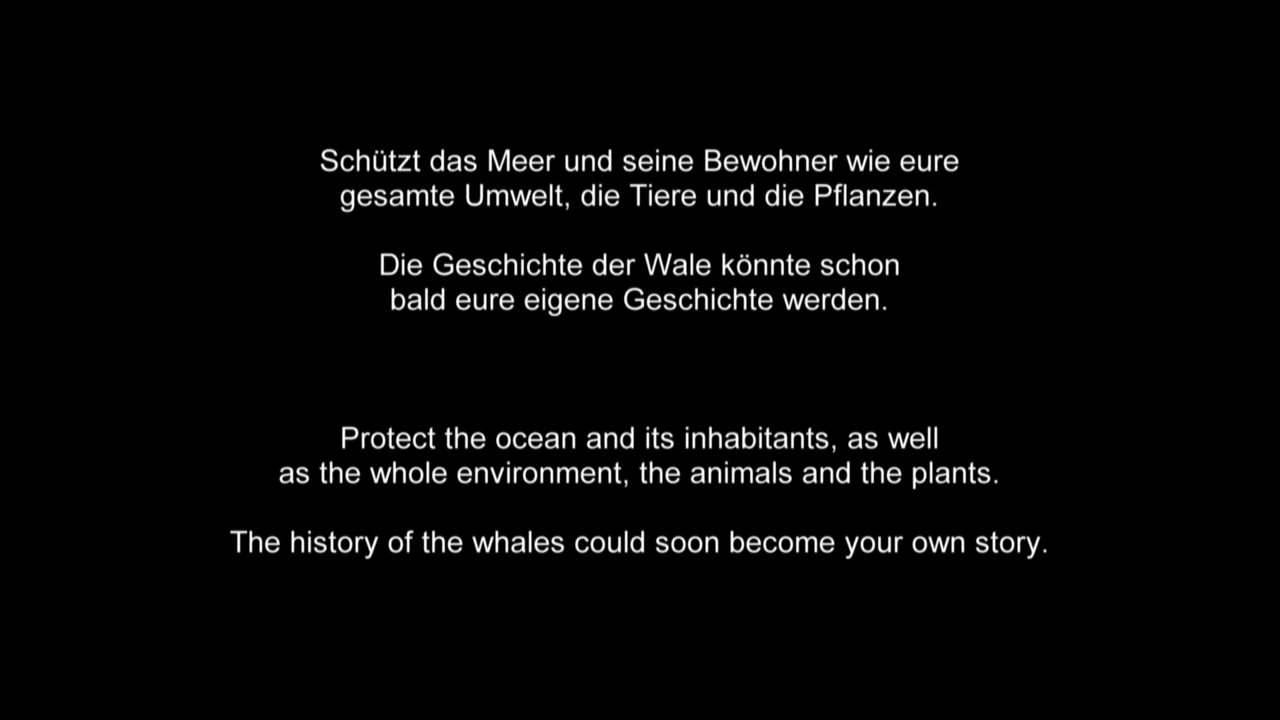 Schützt das Meer und seine Bewohner wie eure
gesamte Umwelt, die Tiere und die Pflanzen.
Die Geschichte der Wale könnte schon
bald eure eigene Geschichte werden.
Protect the ocean and its inhabitants, as well
as the whole environment, the animals and the plants.
The history of the whales could soon become your own story.